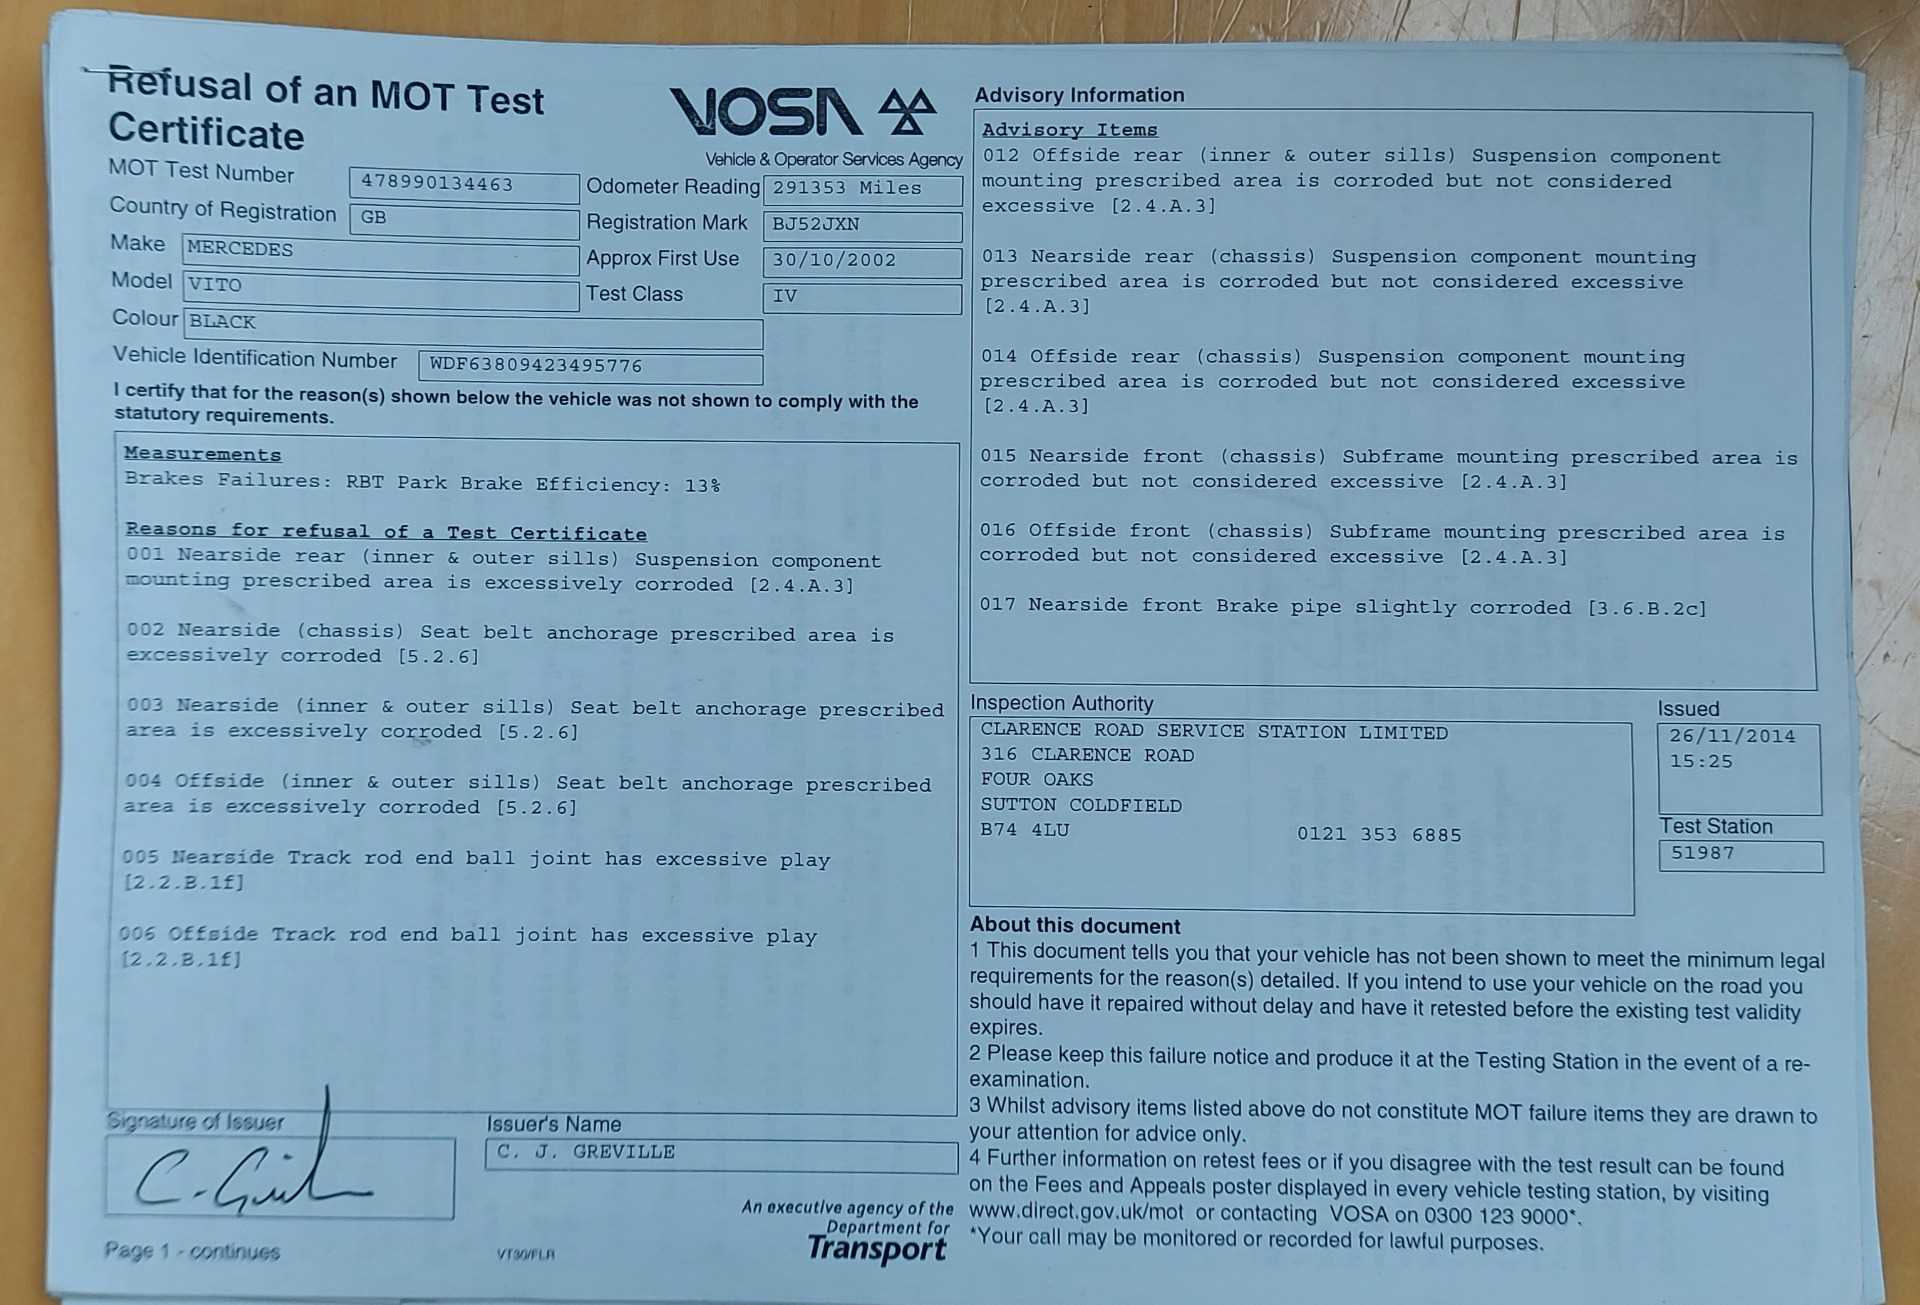 Refusal of an MOT Test
Certificate
VOSA
Vehicle & Operator Services Agency
MOT Test Number 478990134463
Odometer Reading 291353 Miles
Country of Registration GB
Registration Mark BJ52JXN
Make MERCEDES
Approx First Use 30/10/2002
Model VITO
Test Class IV
Colour BLACK
Vehicle Identification Number WDF63809423495776
I certify that for the reason(s) shown below the vehicle was not shown to comply with the
statutory requirements.
Measurements
Brakes Failures: RBT Park Brake Efficiency: 13%
Reasons for refusal of a Test Certificate
001 Nearside rear (inner & outer sills) Suspension component
mounting prescribed area is excessively corroded [2.4.A.3]
002 Nearside (chassis) Seat belt anchorage prescribed area is
excessively corroded [5.2.6]
003 Nearside (inner & outer sills) Seat belt anchorage prescribed
area is excessively corroded [5.2.6]
004 Offside (inner & outer sills) Seat belt anchorage prescribed
area is excessively corroded [5.2.6]
005 Nearside Track rod end ball joint has excessive play
[2.2.B.1f]
006 Offside Track rod end ball joint has excessive play
[2.2.B.1f]
Signature of Issuer
Issuer's Name
C. J. GREVILLE
An executive agency of the
Department for
Transport
Page 1 - continues
VT30/FLR
Advisory Information
Advisory Items
012 Offside rear (inner & outer sills) Suspension component
mounting prescribed area is corroded but not considered
excessive [2.4.A.3]
013 Nearside rear (chassis) Suspension component mounting
prescribed area is corroded but not considered excessive
[2.4.A.3]
014 Offside rear (chassis) Suspension component mounting
prescribed area is corroded but not considered excessive
[2.4.A.3]
015 Nearside front (chassis) Subframe mounting prescribed area is
corroded but not considered excessive [2.4.A.3]
016 Offside front (chassis) Subframe mounting prescribed area is
corroded but not considered excessive [2.4.A.3]
017 Nearside front Brake pipe slightly corroded [3.6.B.2c]
Inspection Authority
CLARENCE ROAD SERVICE STATION LIMITED
316 CLARENCE ROAD
FOUR OAKS
SUTTON COLDFIELD
B74 4LU 0121 353 6885
Issued
26/11/2014
15:25
Test Station
51987
About this document
1 This document tells you that your vehicle has not been shown to meet the minimum legal
requirements for the reason(s) detailed. If you intend to use your vehicle on the road you
should have it repaired without delay and have it retested before the existing test validity
expires.
2 Please keep this failure notice and produce it at the Testing Station in the event of a re-
examination.
3 Whilst advisory items listed above do not constitute MOT failure items they are drawn to
your attention for advice only.
4 Further information on retest fees or if you disagree with the test result can be found
on the Fees and Appeals poster displayed in every vehicle testing station, by visiting
www.direct.gov.uk/mot or contacting VOSA on 0300 123 9000*.
*Your call may be monitored or recorded for lawful purposes.